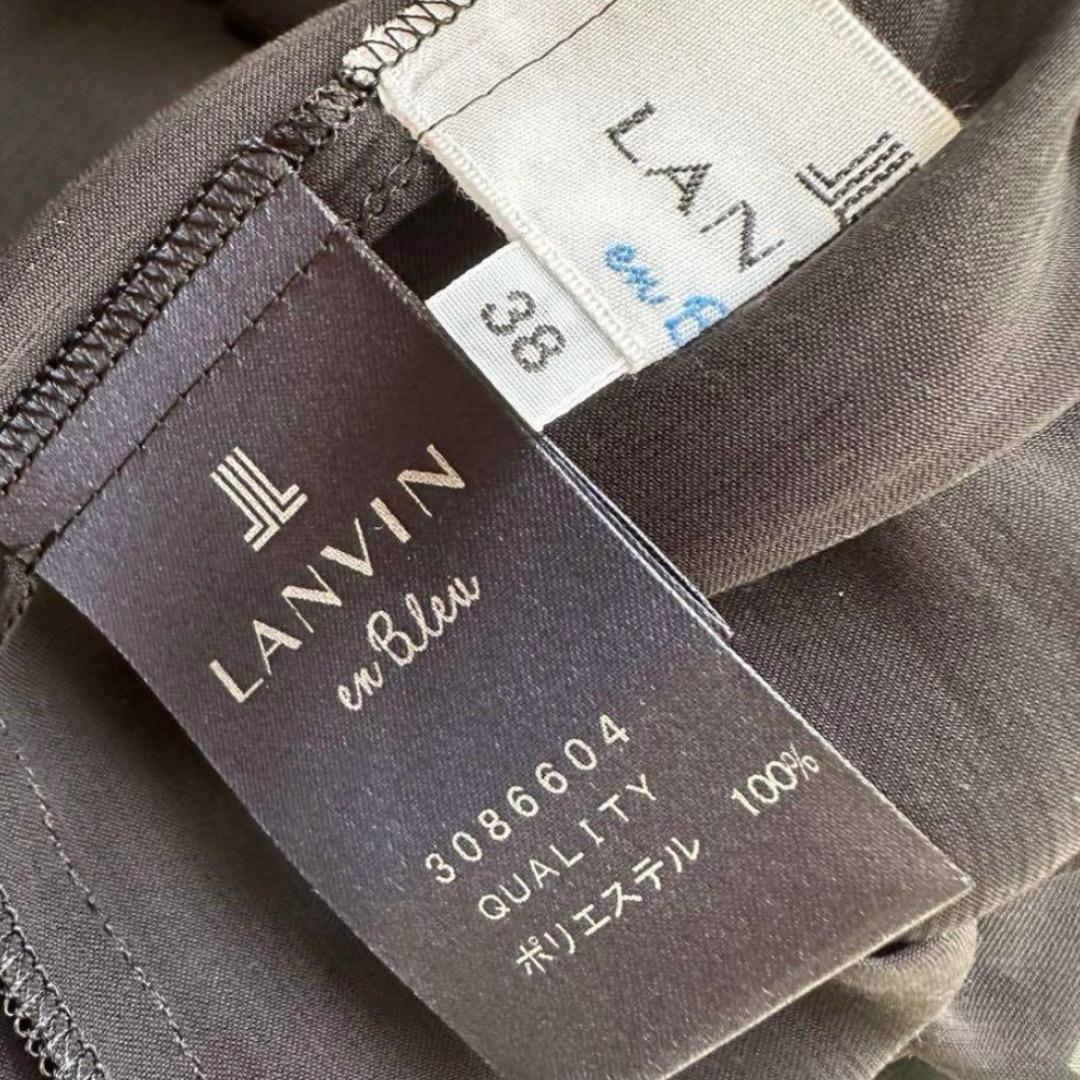 LAN
en B
38
LANVIN
en Bleu
3086604
QUALITY
ポリエステル 100%